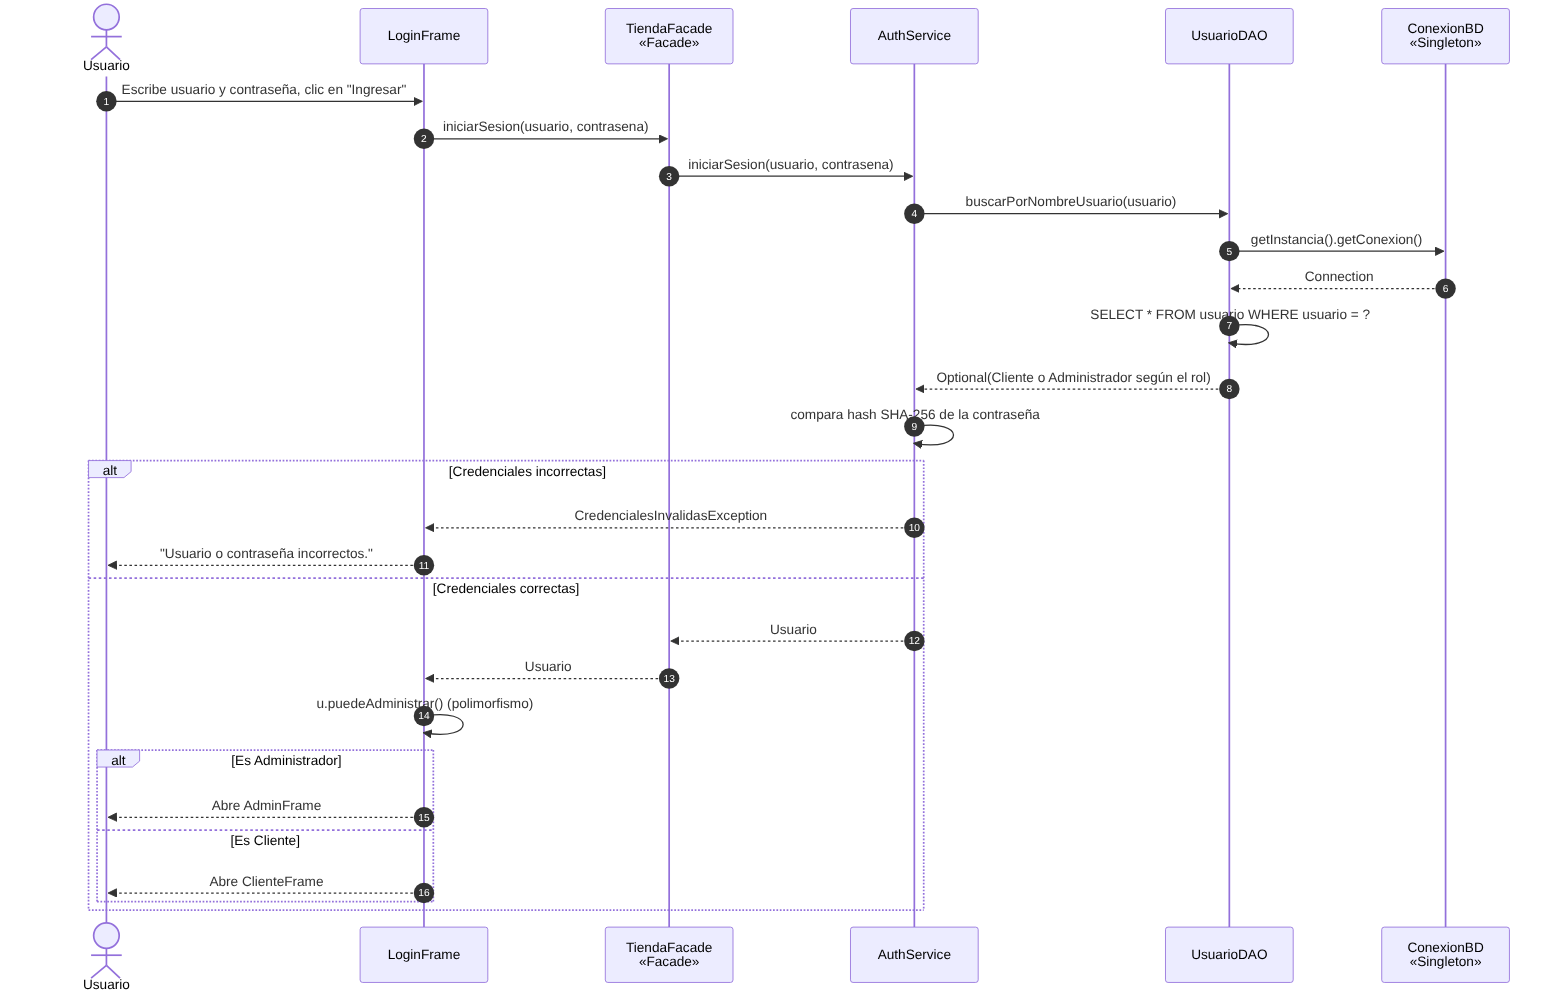 Usuario
LoginFrame
TiendaFacade
«Facade»
AuthService
UsuarioDAO
ConexionBD
«Singleton»
1 Escribe usuario y contraseña, clic en "Ingresar"
2 iniciarSesion(usuario, contrasena)
3 iniciarSesion(usuario, contrasena)
4 buscarPorNombreUsuario(usuario)
5 getInstancia().getConexion()
Connection 6
SELECT * FROM usuario WHERE usuario = ?
7
Optional(Cliente o Administrador según el rol) 8
compara hash SHA-256 de la contraseña
9
alt [Credenciales incorrectas]
CredencialesInvalidasException 10
"Usuario o contraseña incorrectos." 11
[Credenciales correctas]
Usuario 12
Usuario 13
u.puedeAdministrar() (polimorfismo)
14
alt [Es Administrador]
Abre AdminFrame 15
[Es Cliente]
Abre ClienteFrame 16
Usuario
LoginFrame
TiendaFacade
«Facade»
AuthService
UsuarioDAO
ConexionBD
«Singleton»